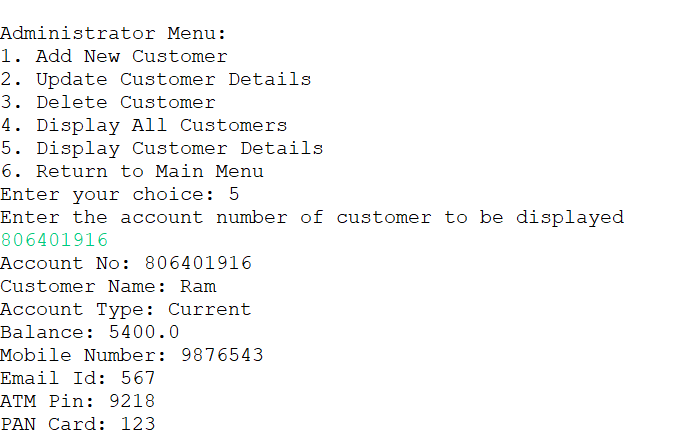 Administrator Menu:
1. Add New Customer
2. Update Customer Details
3. Delete Customer
4. Display All Customers
5. Display Customer Details
6. Return to Main Menu
Enter your choice: 5
Enter the account number of customer to be displayed
806401916
Account No: 806401916
Customer Name: Ram
Account Type: Current
Balance: 5400.0
Mobile Number: 9876543
Email Id: 567
ATM Pin: 9218
PAN Card: 123